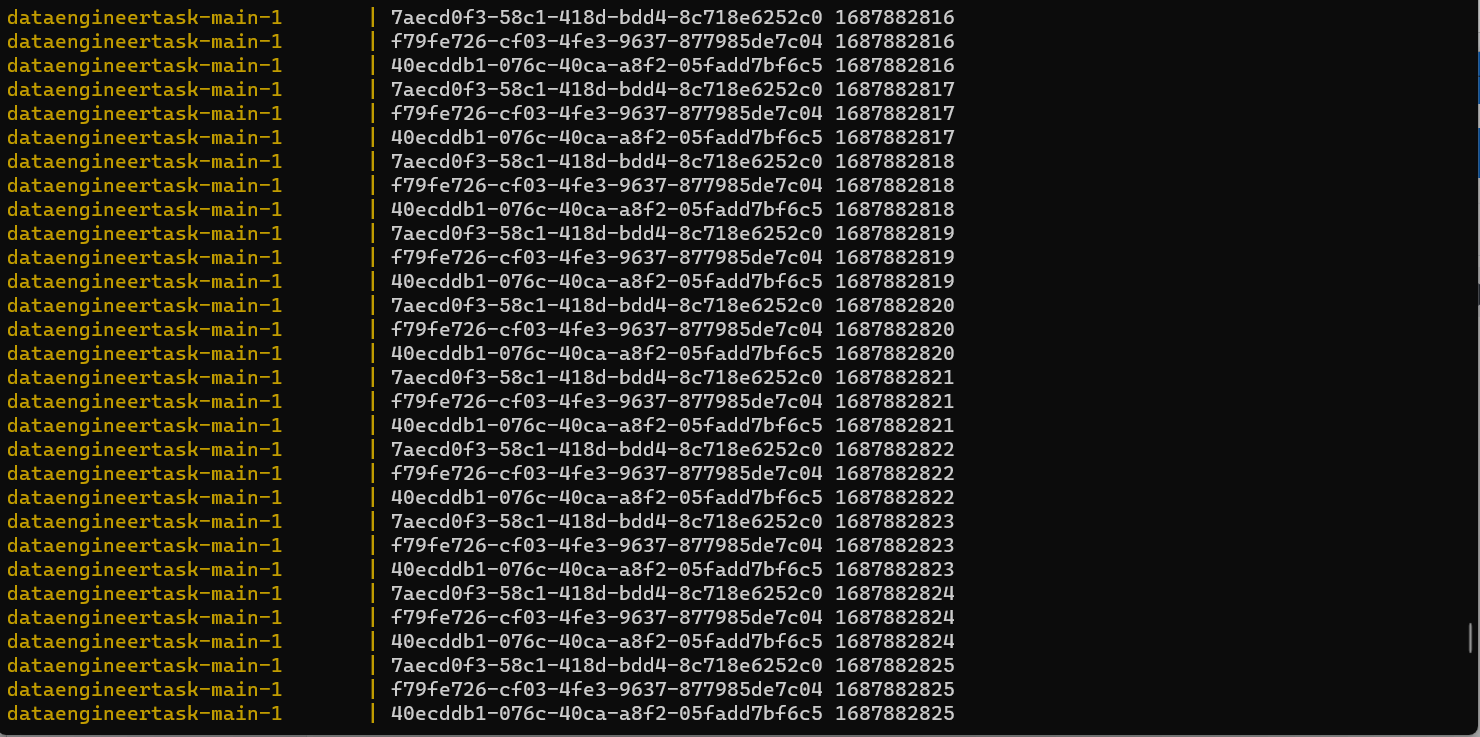 dataengineertask-main-1 | 7aecd0f3-58c1-418d-bdd4-8c718e6252c0 1687882816
dataengineertask-main-1 | f79fe726-cf03-4fe3-9637-877985de7c04 1687882816
dataengineertask-main-1 | 40ecddb1-076c-40ca-a8f2-05fadd7bf6c5 1687882816
dataengineertask-main-1 | 7aecd0f3-58c1-418d-bdd4-8c718e6252c0 1687882817
dataengineertask-main-1 | f79fe726-cf03-4fe3-9637-877985de7c04 1687882817
dataengineertask-main-1 | 40ecddb1-076c-40ca-a8f2-05fadd7bf6c5 1687882817
dataengineertask-main-1 | 7aecd0f3-58c1-418d-bdd4-8c718e6252c0 1687882818
dataengineertask-main-1 | f79fe726-cf03-4fe3-9637-877985de7c04 1687882818
dataengineertask-main-1 | 40ecddb1-076c-40ca-a8f2-05fadd7bf6c5 1687882818
dataengineertask-main-1 | 7aecd0f3-58c1-418d-bdd4-8c718e6252c0 1687882819
dataengineertask-main-1 | f79fe726-cf03-4fe3-9637-877985de7c04 1687882819
dataengineertask-main-1 | 40ecddb1-076c-40ca-a8f2-05fadd7bf6c5 1687882819
dataengineertask-main-1 | 7aecd0f3-58c1-418d-bdd4-8c718e6252c0 1687882820
dataengineertask-main-1 | f79fe726-cf03-4fe3-9637-877985de7c04 1687882820
dataengineertask-main-1 | 40ecddb1-076c-40ca-a8f2-05fadd7bf6c5 1687882820
dataengineertask-main-1 | 7aecd0f3-58c1-418d-bdd4-8c718e6252c0 1687882821
dataengineertask-main-1 | f79fe726-cf03-4fe3-9637-877985de7c04 1687882821
dataengineertask-main-1 | 40ecddb1-076c-40ca-a8f2-05fadd7bf6c5 1687882821
dataengineertask-main-1 | 7aecd0f3-58c1-418d-bdd4-8c718e6252c0 1687882822
dataengineertask-main-1 | f79fe726-cf03-4fe3-9637-877985de7c04 1687882822
dataengineertask-main-1 | 40ecddb1-076c-40ca-a8f2-05fadd7bf6c5 1687882822
dataengineertask-main-1 | 7aecd0f3-58c1-418d-bdd4-8c718e6252c0 1687882823
dataengineertask-main-1 | f79fe726-cf03-4fe3-9637-877985de7c04 1687882823
dataengineertask-main-1 | 40ecddb1-076c-40ca-a8f2-05fadd7bf6c5 1687882823
dataengineertask-main-1 | 7aecd0f3-58c1-418d-bdd4-8c718e6252c0 1687882824
dataengineertask-main-1 | f79fe726-cf03-4fe3-9637-877985de7c04 1687882824
dataengineertask-main-1 | 40ecddb1-076c-40ca-a8f2-05fadd7bf6c5 1687882824
dataengineertask-main-1 | 7aecd0f3-58c1-418d-bdd4-8c718e6252c0 1687882825
dataengineertask-main-1 | f79fe726-cf03-4fe3-9637-877985de7c04 1687882825
dataengineertask-main-1 | 40ecddb1-076c-40ca-a8f2-05fadd7bf6c5 1687882825